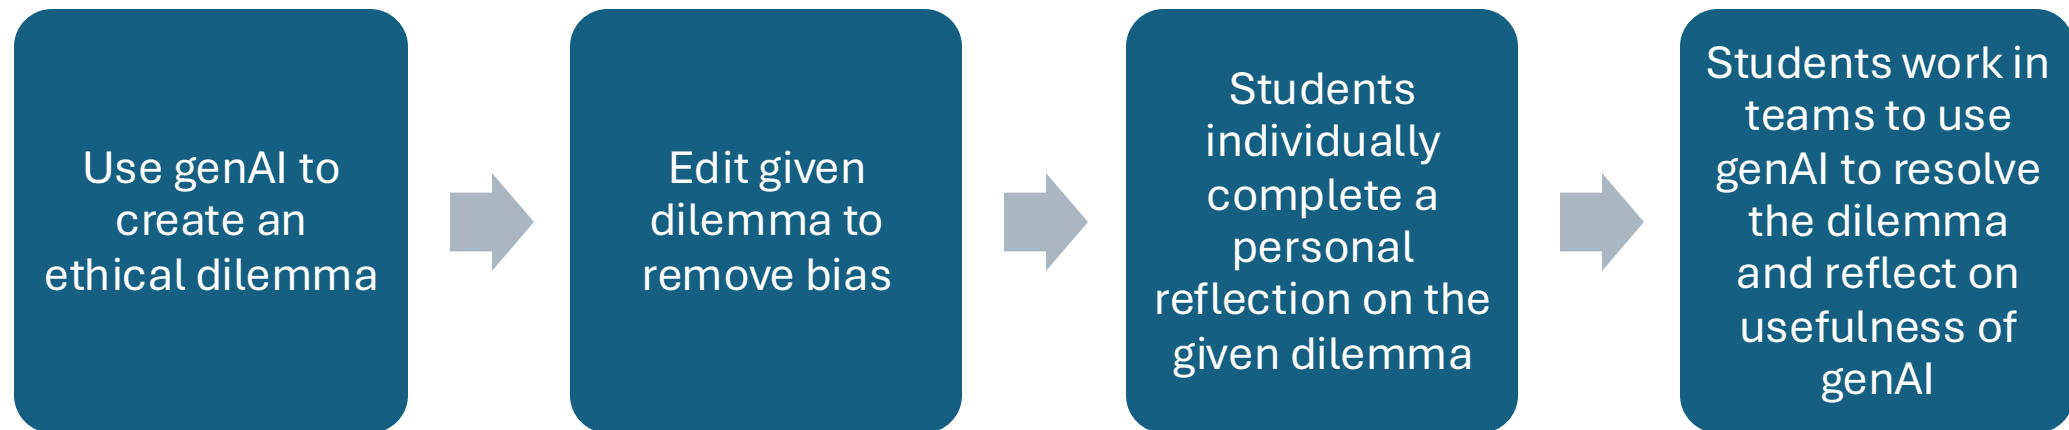 Use genAI to
create an
ethical dilemma
Edit given
dilemma to
remove bias
Students
individually
complete a
personal
reflection on the
given dilemma
Students work in
teams to use
genAI to resolve
the dilemma
and reflect on
usefulness of
genAI